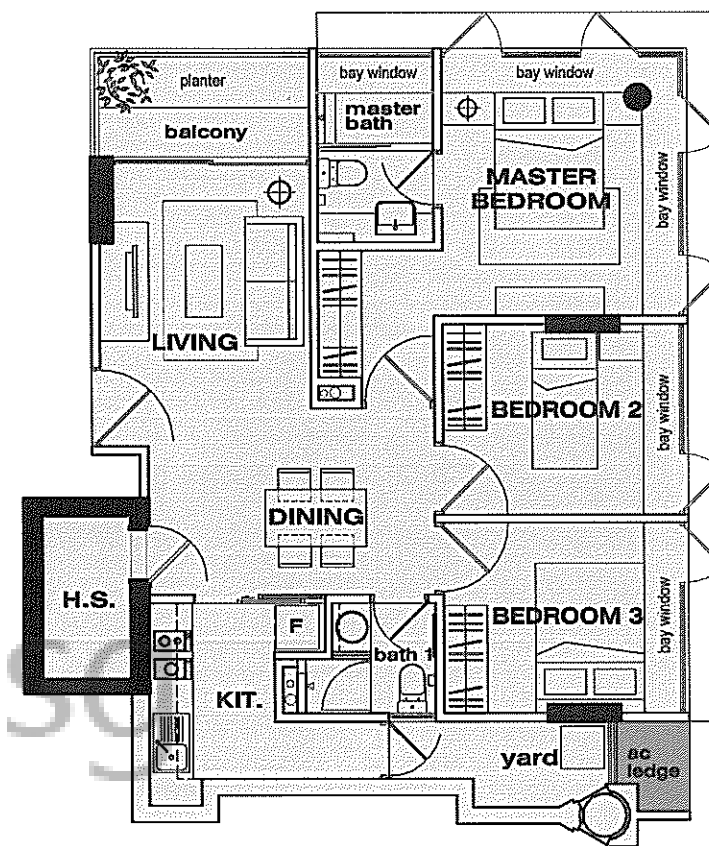 planter
balcony
bay window
master
bath
bay window
MASTER
BEDROOM
bay window
LIVING
BEDROOM 2
bay window
DINING
H.S.
F
bath 1
BEDROOM 3
bay window
KIT.
yard
ac
ledge
sg